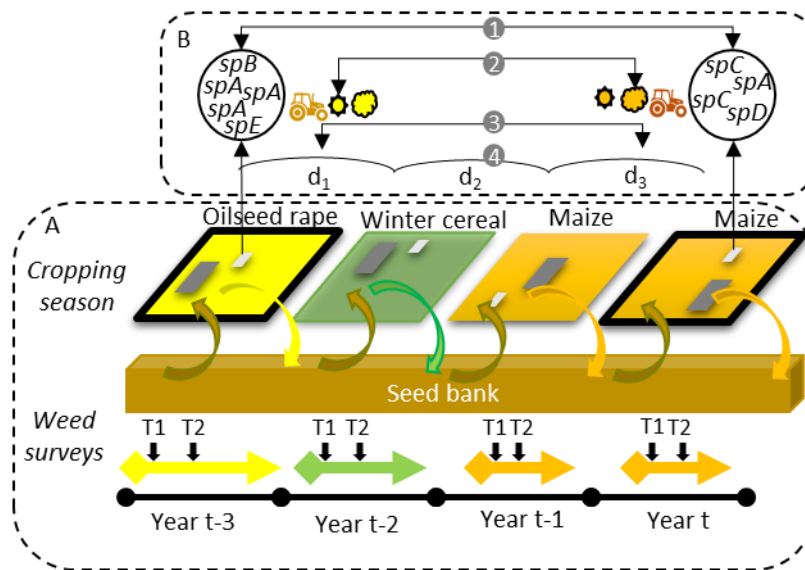 B
1
spB
spA
spA
spA
spE
2
spC
spA
spC
spD
3
4
d1
d2
d3
A
Oilseed rape
Winter cereal
Maize
Maize
Cropping
season
Seed bank
Weed
surveys
T1 T2
T1 T2
T1 T2
T1 T2
Year t-3
Year t-2
Year t-1
Year t